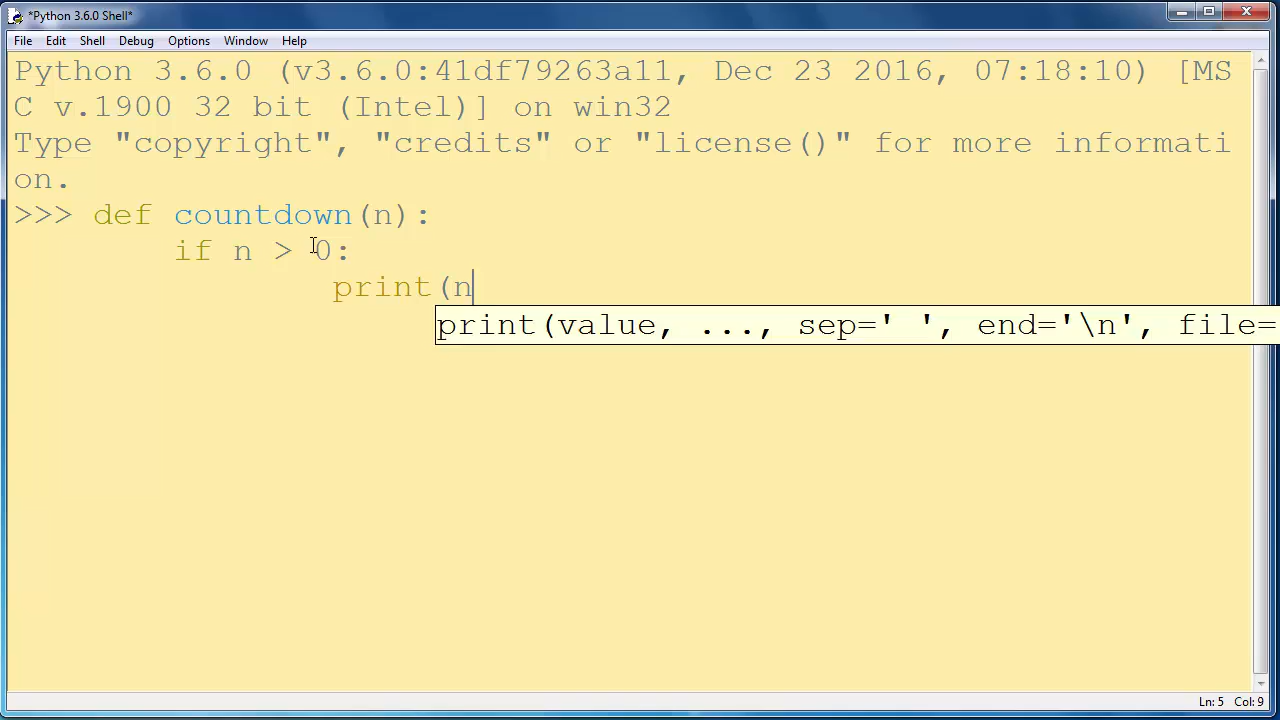 *Python 3.6.0 Shell*
File Edit Shell Debug Options Window Help
Python 3.6.0 (v3.6.0:41df79263a11, Dec 23 2016, 07:18:10) [MS
C v.1900 32 bit (Intel)] on win32
Type "copyright", "credits" or "license()" for more informati
on.
>>> def countdown(n):
        if n > 0:
                print(n
print(value, ..., sep=' ', end='\n', file=
Ln: 5 Col: 9